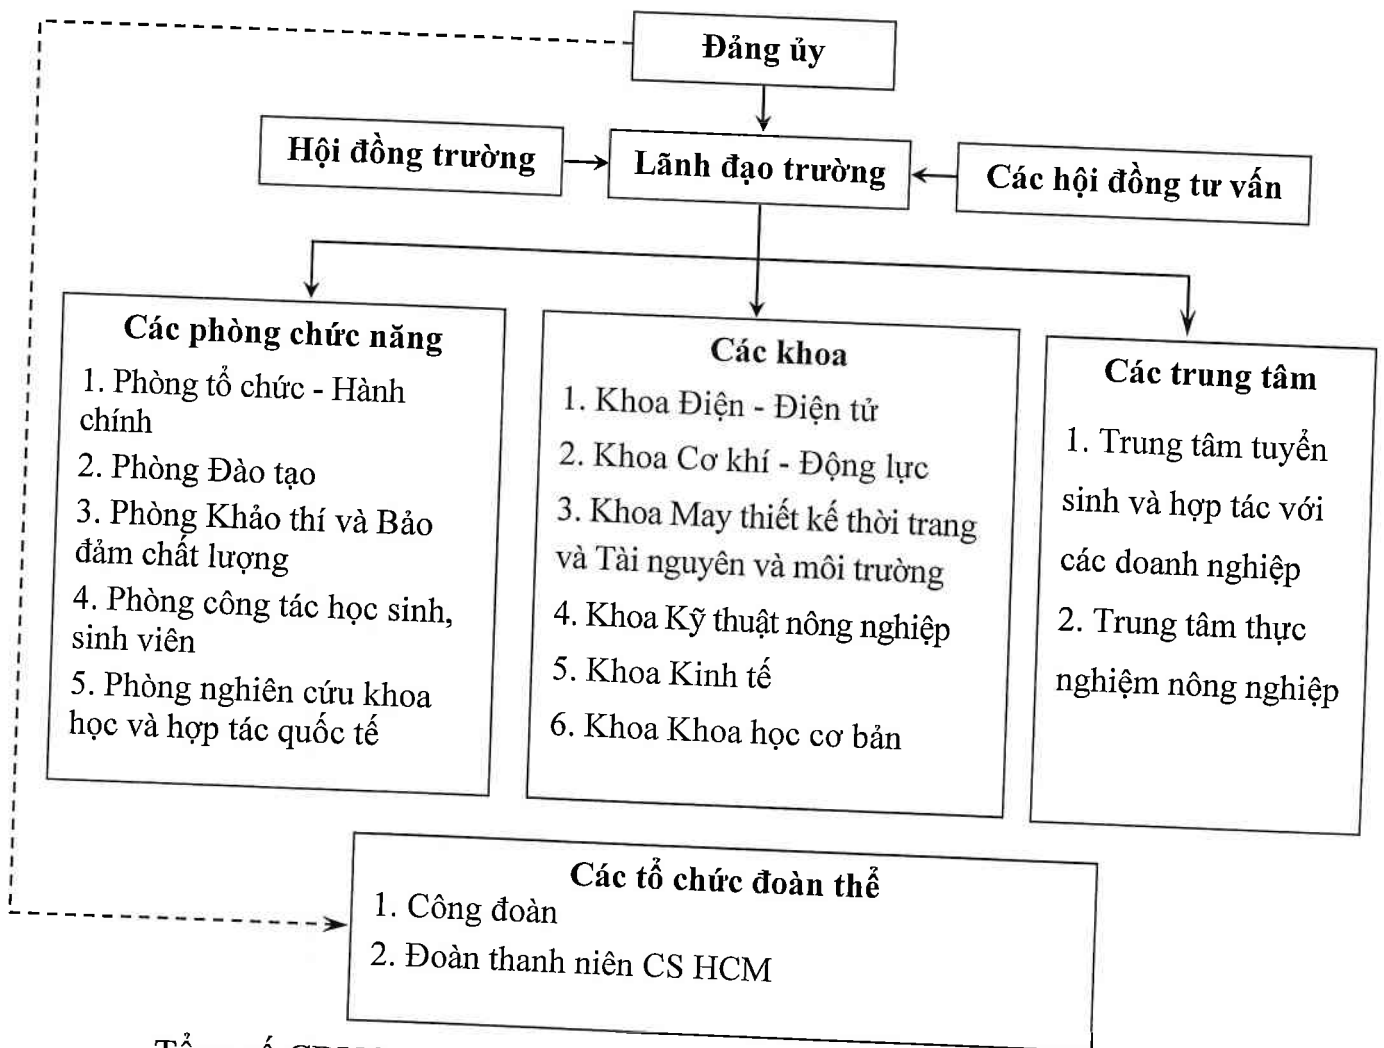 Đảng ủy
Hội đồng trường
Lãnh đạo trường
Các hội đồng tư vấn
Các phòng chức năng
1. Phòng tổ chức - Hành
chính
2. Phòng Đào tạo
3. Phòng Khảo thí và Bảo
đảm chất lượng
4. Phòng công tác học sinh,
sinh viên
5. Phòng nghiên cứu khoa
học và hợp tác quốc tế
Các khoa
1. Khoa Điện - Điện tử
2. Khoa Cơ khí - Động lực
3. Khoa May thiết kế thời trang
và Tài nguyên và môi trường
4. Khoa Kỹ thuật nông nghiệp
5. Khoa Kinh tế
6. Khoa Khoa học cơ bản
Các trung tâm
1. Trung tâm tuyển
sinh và hợp tác với
các doanh nghiệp
2. Trung tâm thực
nghiệm nông nghiệp
Các tổ chức đoàn thể
1. Công đoàn
2. Đoàn thanh niên CS HCM